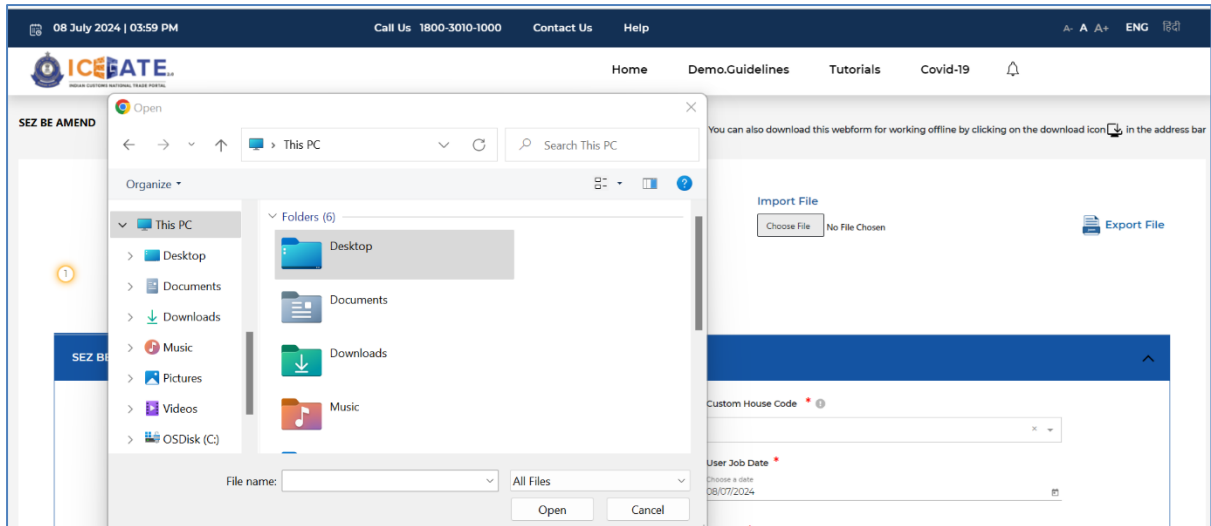 08 July 2024 | 03:59 PM Call Us 1800-3010-1000 Contact Us Help A- A A+ ENG हिंदी
ICEGATE
INDIAN CUSTOMS NATIONAL TRADE PORTAL
Home Demo.Guidelines Tutorials Covid-19
SEZ BE AMEND
You can also download this webform for working offline by clicking on the download icon in the address bar
Open
This PC
Search This PC
Organize
This PC
Desktop
Documents
Downloads
Music
Pictures
Videos
OSDisk (C:)
Folders (6)
Desktop
Documents
Downloads
Music
File name:
All Files
Open Cancel
Import File
Choose File No File Chosen
Export File
1
SEZ BE
Custom House Code *
User Job Date *
Choose a date
08/07/2024